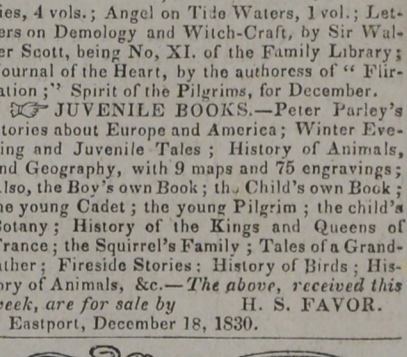 ies, 4 vols.; Angel on Tide Waters, 1 vol.; Let-
ers on Demology and Witch-Craft, by Sir Wal-
er Scott, being No, XI. of the Family Library;
ournal of the Heart, by the authoress of “ Flir-
ation;” Spirit of the Pilgrims, for December.
☞ JUVENILE BOOKS.—Peter Parley's
tories about Europe and America; Winter Eve-
ing and Juvenile Tales; History of Animals,
nd Geography, with 9 maps and 75 engravings;
lso, the Boy's own Book; the Child's own Book;
he young Cadet; the young Pilgrim; the child's
Botany; History of the Kings and Queens of
rance; the Squirrel's Family; Tales of a Grand-
ather; Fireside Stories; History of Birds; His-
ory of Animals, &c.—The above, received this
week, are for sale by H. S. FAVOR.
Eastport, December 18, 1830.